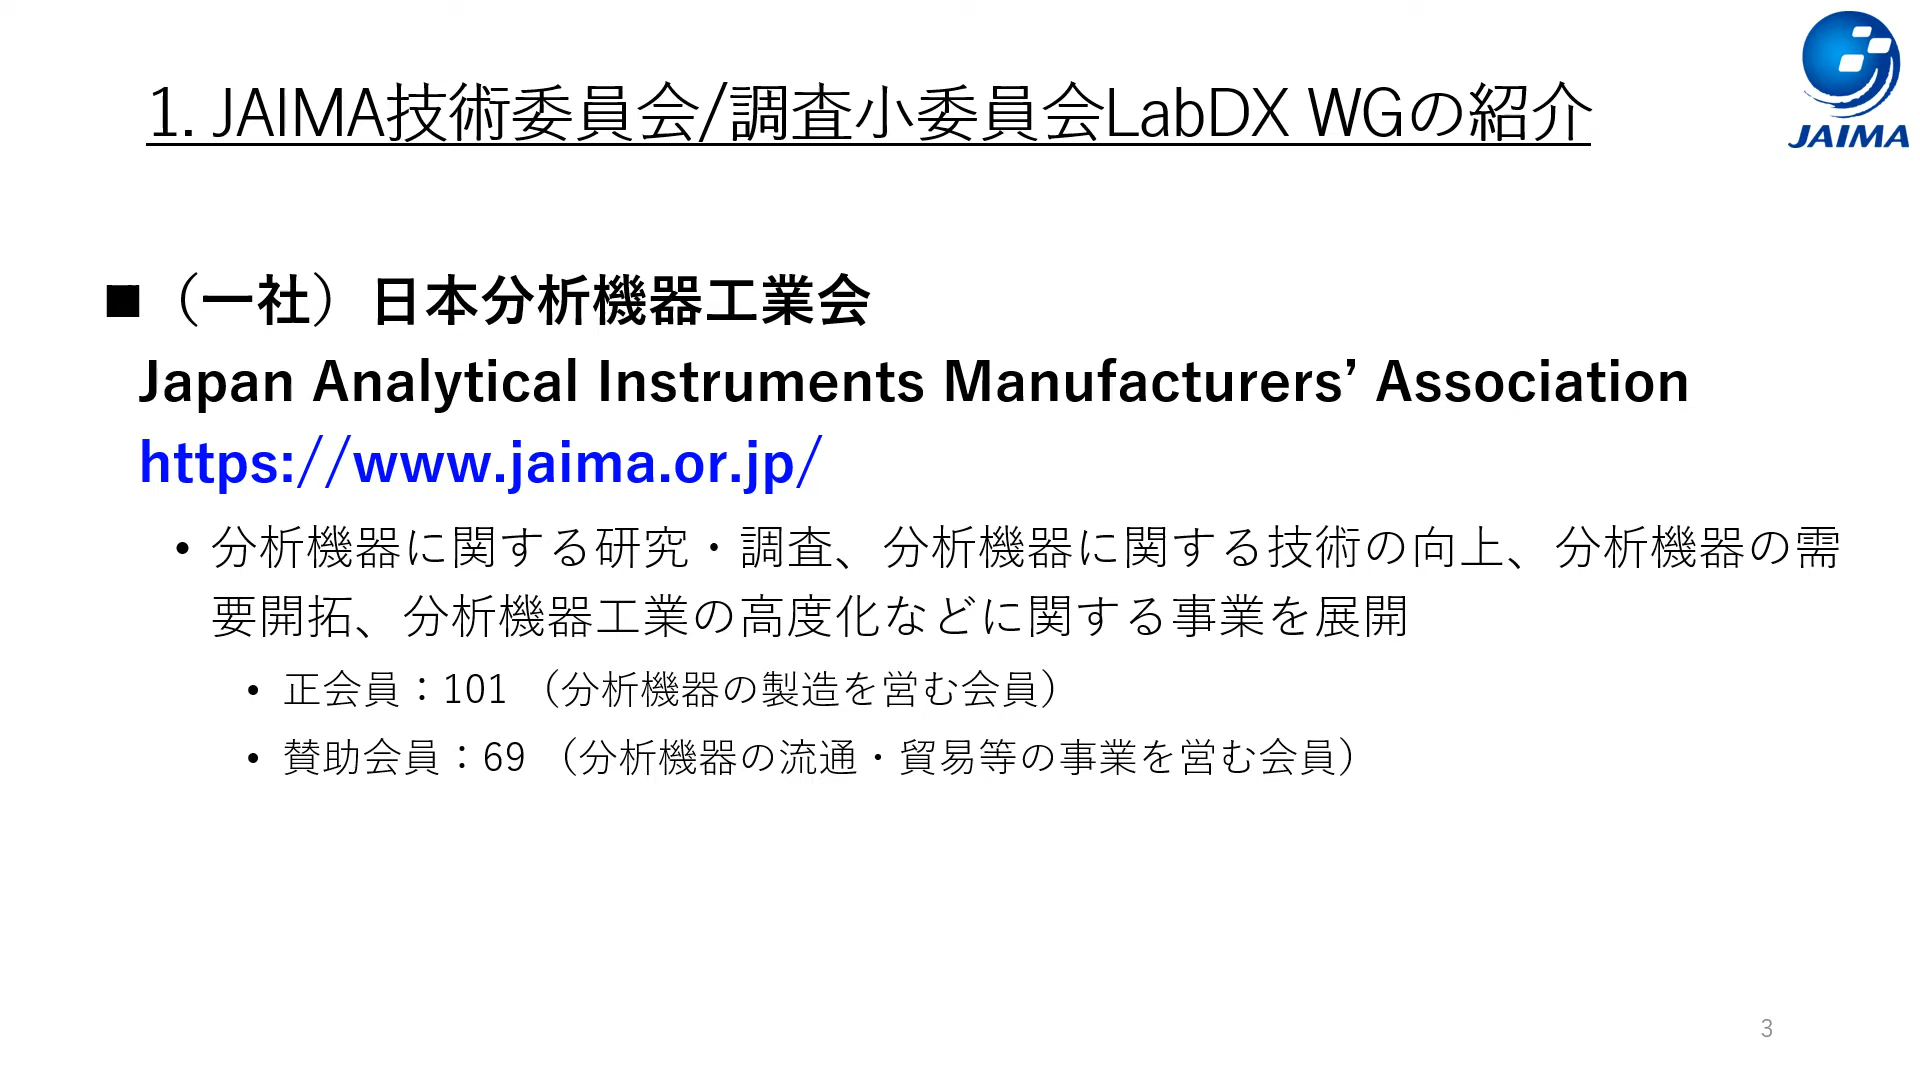 1. JAIMA技術委員会/調査小委員会LabDX WGの紹介
JAIMA
■（一社）日本分析機器工業会
Japan Analytical Instruments Manufacturers’ Association
https://www.jaima.or.jp/
• 分析機器に関する研究・調査、分析機器に関する技術の向上、分析機器の需
要開拓、分析機器工業の高度化などに関する事業を展開
• 正会員：101 （分析機器の製造を営む会員）
• 賛助会員：69 （分析機器の流通・貿易等の事業を営む会員）
3